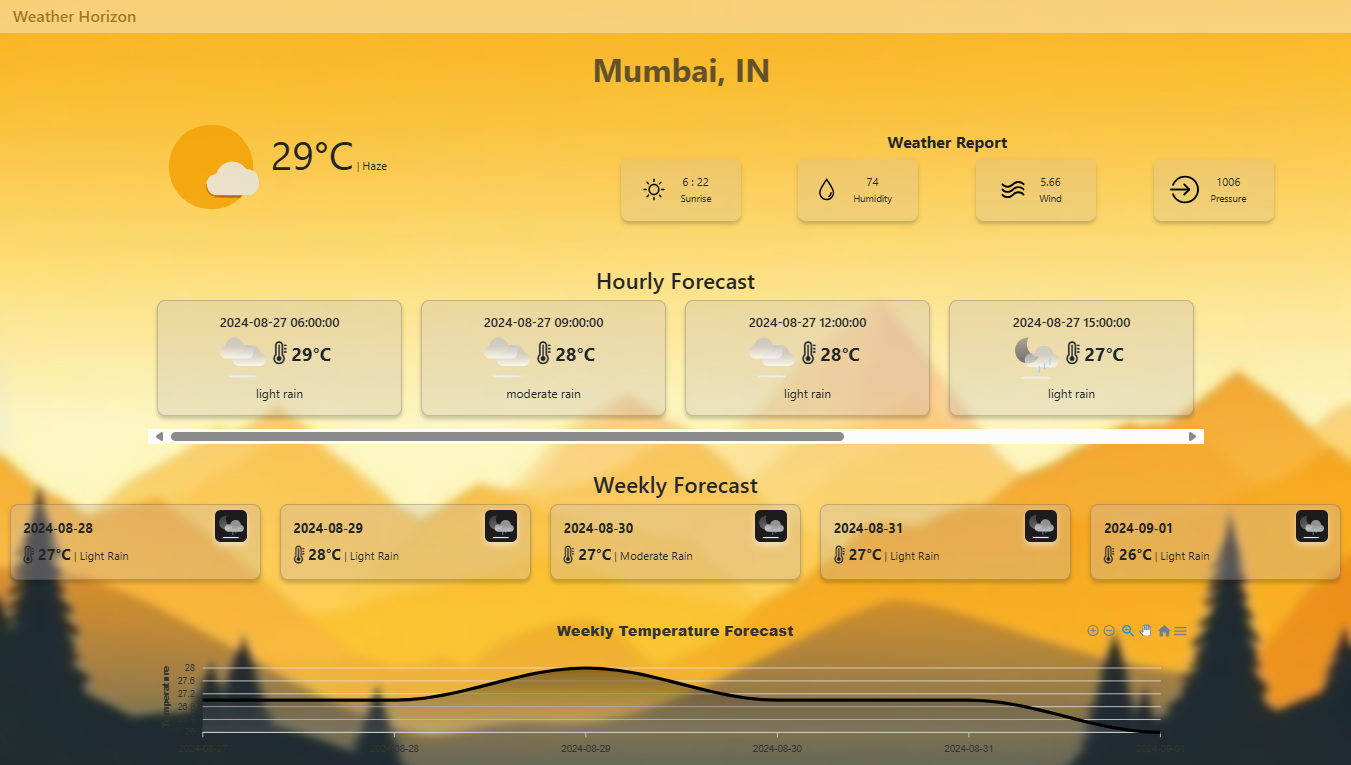 Weather Horizon
Mumbai, IN
29°C | Haze
Weather Report
6 : 22
Sunrise
74
Humidity
5.66
Wind
1006
Pressure
Hourly Forecast
2024-08-27 06:00:00
29°C
light rain
2024-08-27 09:00:00
28°C
moderate rain
2024-08-27 12:00:00
28°C
light rain
2024-08-27 15:00:00
27°C
light rain
Weekly Forecast
2024-08-28
27°C | Light Rain
2024-08-29
28°C | Light Rain
2024-08-30
27°C | Moderate Rain
2024-08-31
27°C | Light Rain
2024-09-01
26°C | Light Rain
Weekly Temperature Forecast
Temperature
28
27.6
27.2
26.8
26
2024-08-27
2024-08-28
2024-08-29
2024-08-30
2024-08-31
2024-09-01